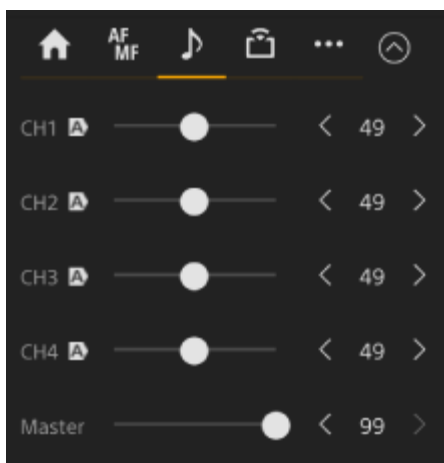 AF
MF
CH1 A 49
CH2 A 49
CH3 A 49
CH4 A 49
Master 99